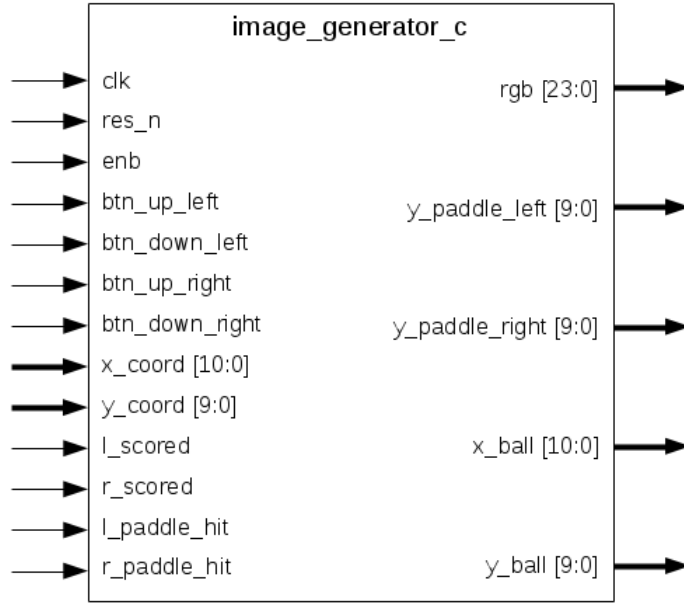 image_generator_c
clk
res_n
enb
btn_up_left
btn_down_left
btn_up_right
btn_down_right
x_coord [10:0]
y_coord [9:0]
l_scored
r_scored
l_paddle_hit
r_paddle_hit
rgb [23:0]
y_paddle_left [9:0]
y_paddle_right [9:0]
x_ball [10:0]
y_ball [9:0]